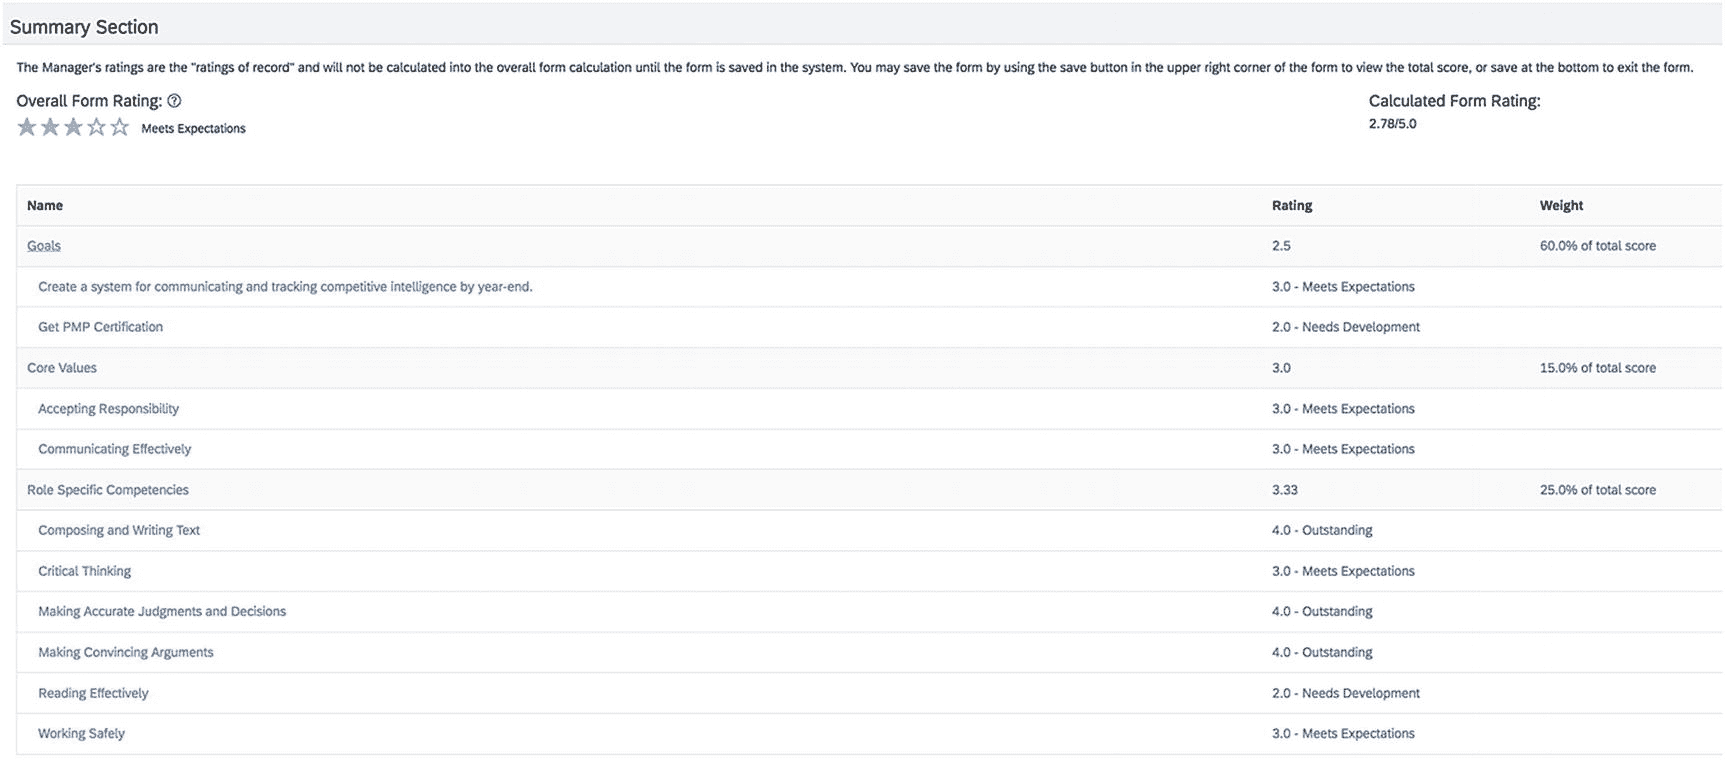 Summary Section
The Manager's ratings are the "ratings of record" and will not be calculated into the overall form calculation until the form is saved in the system. You may save the form by using the save button in the upper right corner of the form to view the total score, or save at the bottom to exit the form.
Overall Form Rating: ?
Calculated Form Rating:
Meets Expectations
2.78/5.0
Name Rating Weight
Goals 2.5 60.0% of total score
Create a system for communicating and tracking competitive intelligence by year-end. 3.0 - Meets Expectations
Get PMP Certification 2.0 - Needs Development
Core Values 3.0 15.0% of total score
Accepting Responsibility 3.0 - Meets Expectations
Communicating Effectively 3.0 - Meets Expectations
Role Specific Competencies 3.33 25.0% of total score
Composing and Writing Text 4.0 - Outstanding
Critical Thinking 3.0 - Meets Expectations
Making Accurate Judgments and Decisions 4.0 - Outstanding
Making Convincing Arguments 4.0 - Outstanding
Reading Effectively 2.0 - Needs Development
Working Safely 3.0 - Meets Expectations